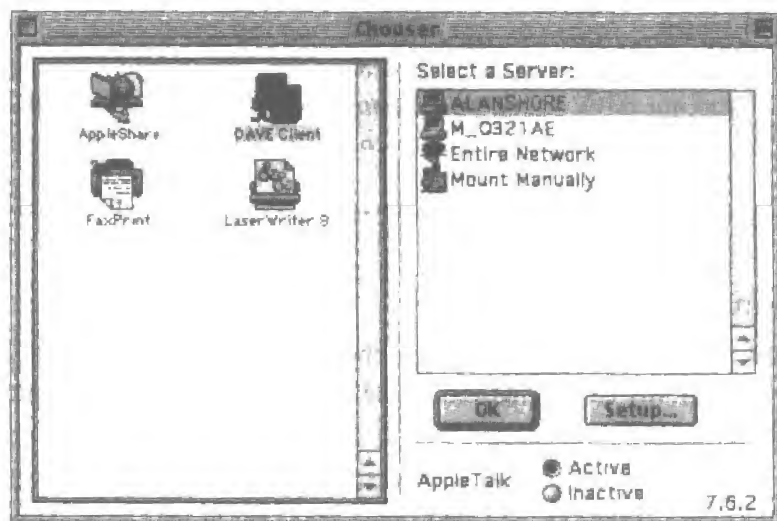 Chooser
AppleShare
DAVE Client
FaxPrint
LaserWriter 8
Select a Server:
ALANSHORE
M_0321AE
Entire Network
Mount Manually
OK
Setup...
AppleTalk
Active
Inactive
7.6.2